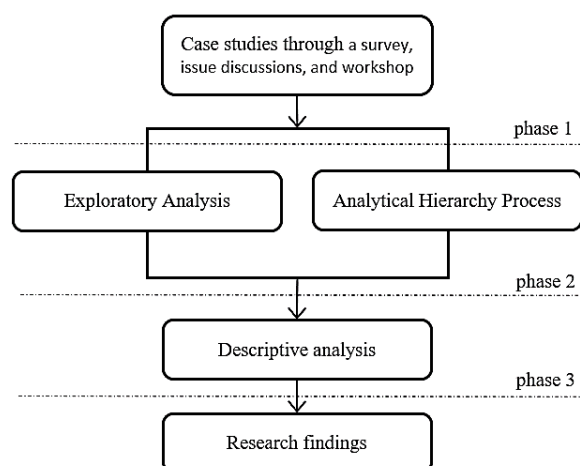 Case studies through a survey,
issue discussions, and workshop
phase 1
Exploratory Analysis
Analytical Hierarchy Process
phase 2
Descriptive analysis
phase 3
Research findings